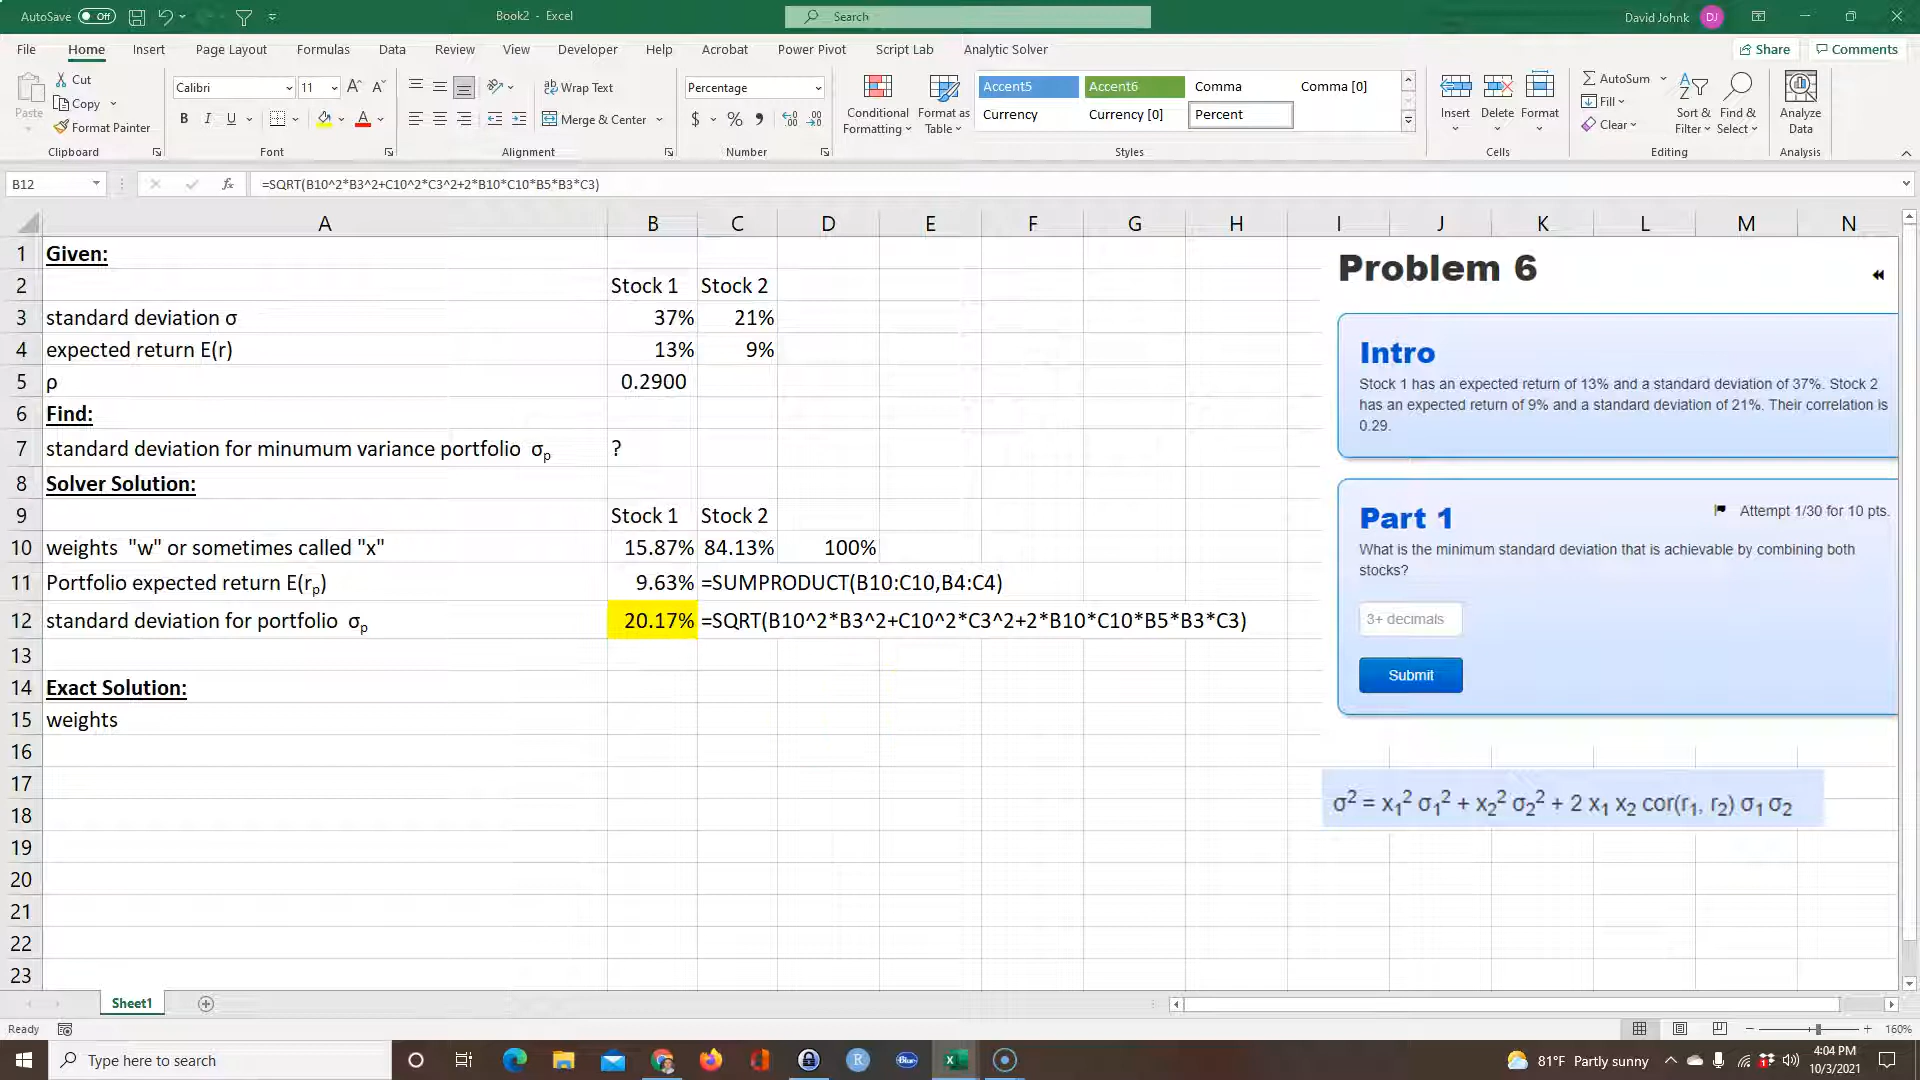 AutoSave Off
Book2 - Excel
Search
David Johnk DJ
File Home Insert Page Layout Formulas Data Review View Developer Help Acrobat Power Pivot Script Lab Analytic Solver
Share Comments
Paste
Cut
Copy
Format Painter
Clipboard
Calibri 11
B I U
Font
Wrap Text
Merge & Center
Alignment
Percentage
$ %
Number
Conditional Formatting
Format as Table
Accent5 Accent6 Comma Comma [0]
Currency Currency [0] Percent
Styles
Insert Delete Format
Cells
AutoSum
Fill
Clear
Sort & Filter
Find & Select
Editing
Analyze Data
Analysis
B12
fx
=SQRT(B10^2*B3^2+C10^2*C3^2+2*B10*C10*B5*B3*C3)
A B C D E F G H I J K L M N
1 Given:
2 Stock 1 Stock 2
3 standard deviation σ 37% 21%
4 expected return E(r) 13% 9%
5 ρ 0.2900
6 Find:
7 standard deviation for minumum variance portfolio σp ?
8 Solver Solution:
9 Stock 1 Stock 2
10 weights "w" or sometimes called "x" 15.87% 84.13% 100%
11 Portfolio expected return E(rp) 9.63% =SUMPRODUCT(B10:C10,B4:C4)
12 standard deviation for portfolio σp 20.17% =SQRT(B10^2*B3^2+C10^2*C3^2+2*B10*C10*B5*B3*C3)
13
14 Exact Solution:
15 weights
16
17
18
19
20
21
22
23
Problem 6
Intro
Stock 1 has an expected return of 13% and a standard deviation of 37%. Stock 2
has an expected return of 9% and a standard deviation of 21%. Their correlation is
0.29.
Part 1
Attempt 1/30 for 10 pts.
What is the minimum standard deviation that is achievable by combining both
stocks?
3+ decimals
Submit
σ² = x₁² σ₁² + x₂² σ₂² + 2 x₁ x₂ cor(r₁, r₂) σ₁ σ₂
Sheet1
Ready
160%
Type here to search
81°F Partly sunny
4:04 PM
10/3/2021